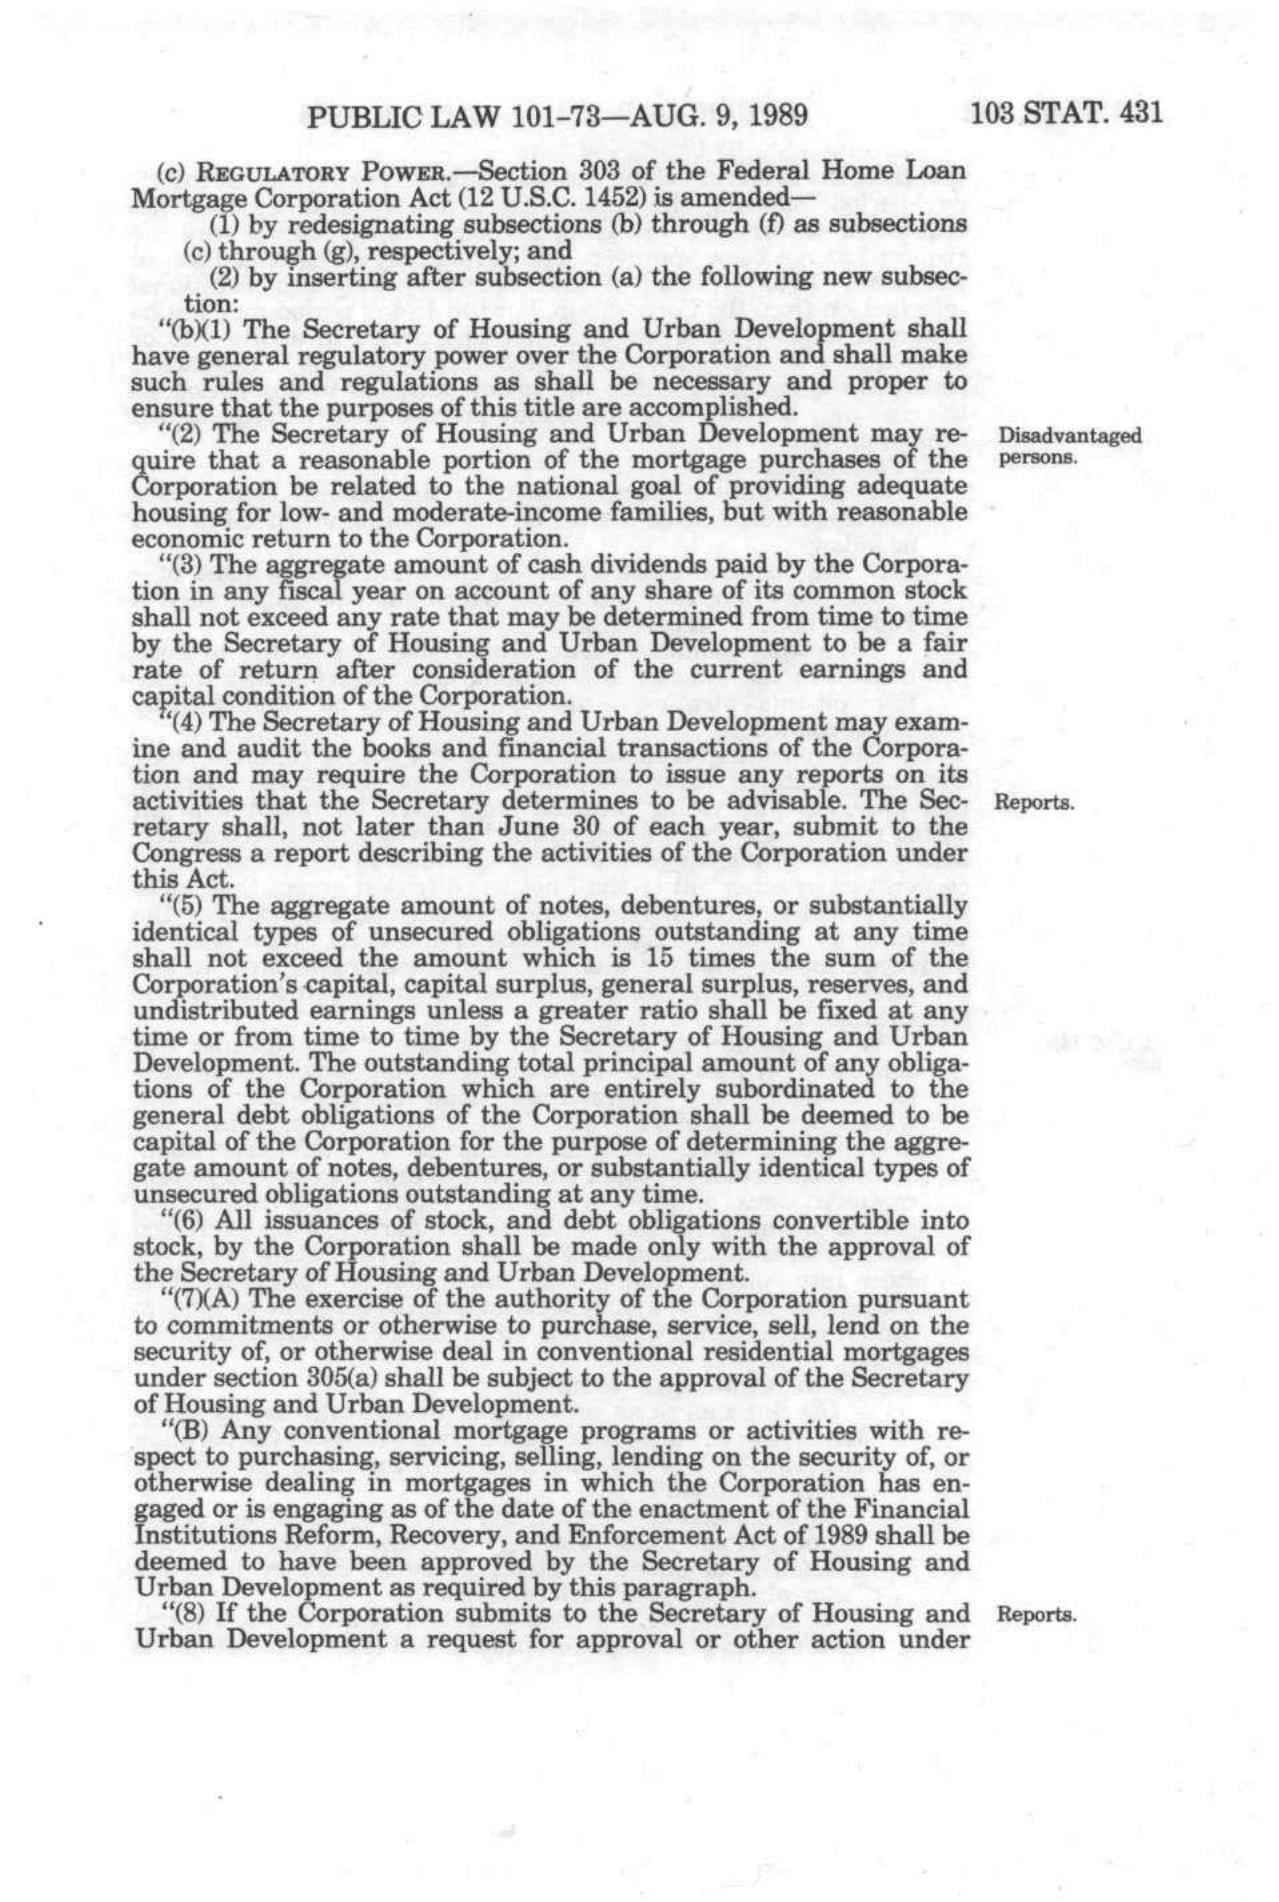 PUBLIC LAW 101-73—AUG. 9, 1989 103 STAT. 431
(c) REGULATORY POWER.—Section 303 of the Federal Home Loan
Mortgage Corporation Act (12 U.S.C. 1452) is amended—
(1) by redesignating subsections (b) through (f) as subsections
(c) through (g), respectively; and
(2) by inserting after subsection (a) the following new subsec-
tion:
“(b)(1) The Secretary of Housing and Urban Development shall
have general regulatory power over the Corporation and shall make
such rules and regulations as shall be necessary and proper to
ensure that the purposes of this title are accomplished.
“(2) The Secretary of Housing and Urban Development may re-
quire that a reasonable portion of the mortgage purchases of the
Corporation be related to the national goal of providing adequate
housing for low- and moderate-income families, but with reasonable
economic return to the Corporation.
Disadvantaged
persons.
“(3) The aggregate amount of cash dividends paid by the Corpora-
tion in any fiscal year on account of any share of its common stock
shall not exceed any rate that may be determined from time to time
by the Secretary of Housing and Urban Development to be a fair
rate of return after consideration of the current earnings and
capital condition of the Corporation.
“(4) The Secretary of Housing and Urban Development may exam-
ine and audit the books and financial transactions of the Corpora-
tion and may require the Corporation to issue any reports on its
activities that the Secretary determines to be advisable. The Sec-
retary shall, not later than June 30 of each year, submit to the
Congress a report describing the activities of the Corporation under
this Act.
Reports.
“(5) The aggregate amount of notes, debentures, or substantially
identical types of unsecured obligations outstanding at any time
shall not exceed the amount which is 15 times the sum of the
Corporation's capital, capital surplus, general surplus, reserves, and
undistributed earnings unless a greater ratio shall be fixed at any
time or from time to time by the Secretary of Housing and Urban
Development. The outstanding total principal amount of any obliga-
tions of the Corporation which are entirely subordinated to the
general debt obligations of the Corporation shall be deemed to be
capital of the Corporation for the purpose of determining the aggre-
gate amount of notes, debentures, or substantially identical types of
unsecured obligations outstanding at any time.
“(6) All issuances of stock, and debt obligations convertible into
stock, by the Corporation shall be made only with the approval of
the Secretary of Housing and Urban Development.
“(7)(A) The exercise of the authority of the Corporation pursuant
to commitments or otherwise to purchase, service, sell, lend on the
security of, or otherwise deal in conventional residential mortgages
under section 305(a) shall be subject to the approval of the Secretary
of Housing and Urban Development.
“(B) Any conventional mortgage programs or activities with re-
spect to purchasing, servicing, selling, lending on the security of, or
otherwise dealing in mortgages in which the Corporation has en-
gaged or is engaging as of the date of the enactment of the Financial
Institutions Reform, Recovery, and Enforcement Act of 1989 shall be
deemed to have been approved by the Secretary of Housing and
Urban Development as required by this paragraph.
“(8) If the Corporation submits to the Secretary of Housing and
Urban Development a request for approval or other action under
Reports.